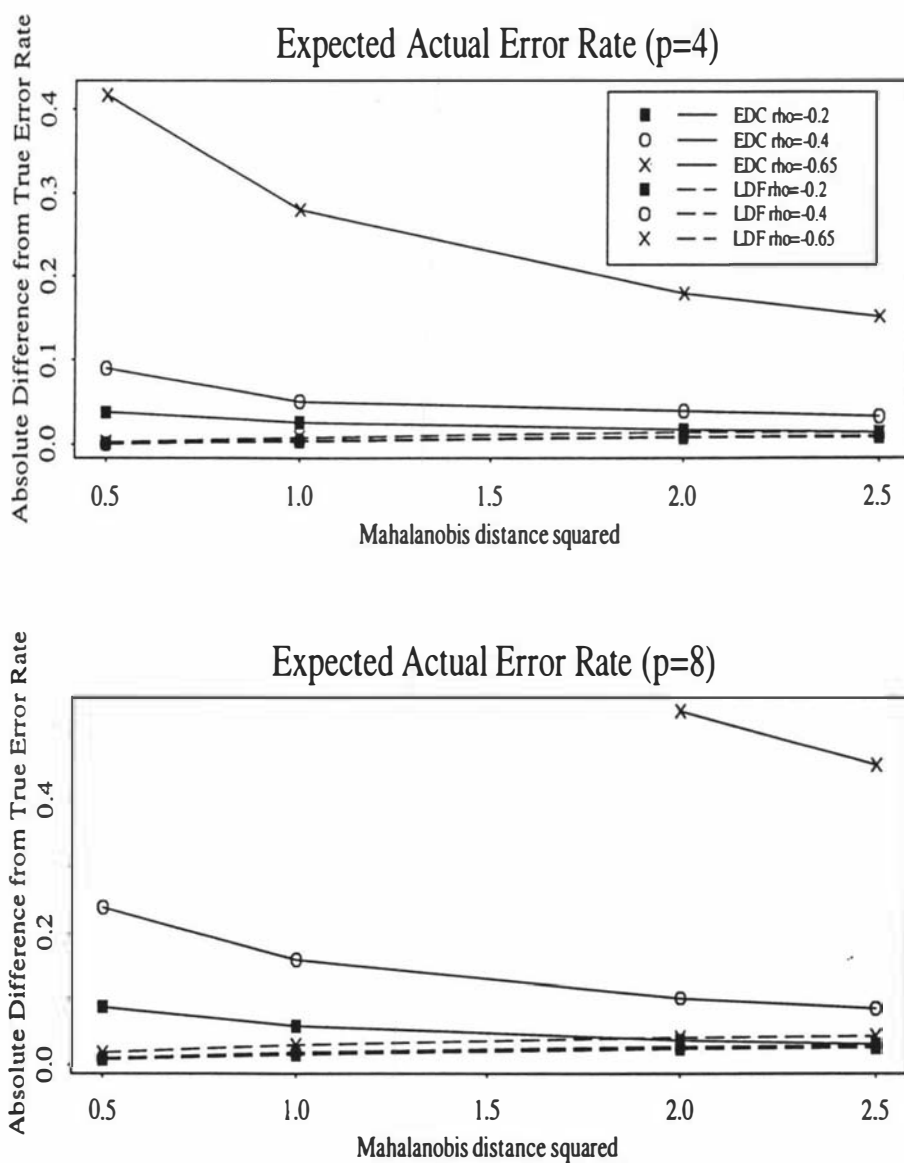 Expected Actual Error Rate (p=4)
Absolute Difference from True Error Rate
0.4
0.3
0.2
0.1
0.0
EDC rho=-0.2
EDC rho=-0.4
EDC rho=-0.65
LDF rho=-0.2
LDF rho=-0.4
LDF rho=-0.65
0.5 1.0 1.5 2.0 2.5
Mahalanobis distance squared
Expected Actual Error Rate (p=8)
Absolute Difference from True Error Rate
0.4
0.2
0.0
0.5 1.0 1.5 2.0 2.5
Mahalanobis distance squared